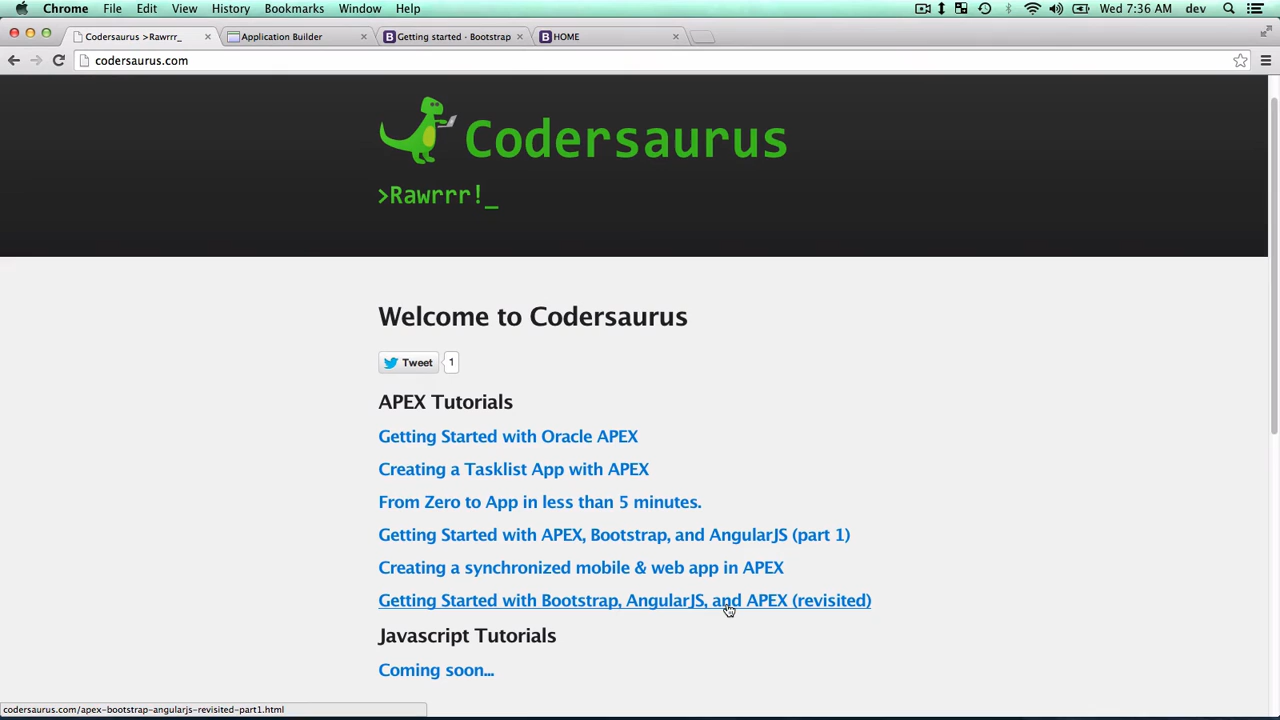 Chrome File Edit View History Bookmarks Window Help Wed 7:36 AM dev
Codersaurus >Rawrrr_ Application Builder Getting started · Bootstrap HOME
codersaurus.com
Codersaurus
>Rawrrr!_
Welcome to Codersaurus
Tweet 1
APEX Tutorials
Getting Started with Oracle APEX
Creating a Tasklist App with APEX
From Zero to App in less than 5 minutes.
Getting Started with APEX, Bootstrap, and AngularJS (part 1)
Creating a synchronized mobile & web app in APEX
Getting Started with Bootstrap, AngularJS, and APEX (revisited)
Javascript Tutorials
Coming soon...
codersaurus.com/apex-bootstrap-angularjs-revisited-part1.html